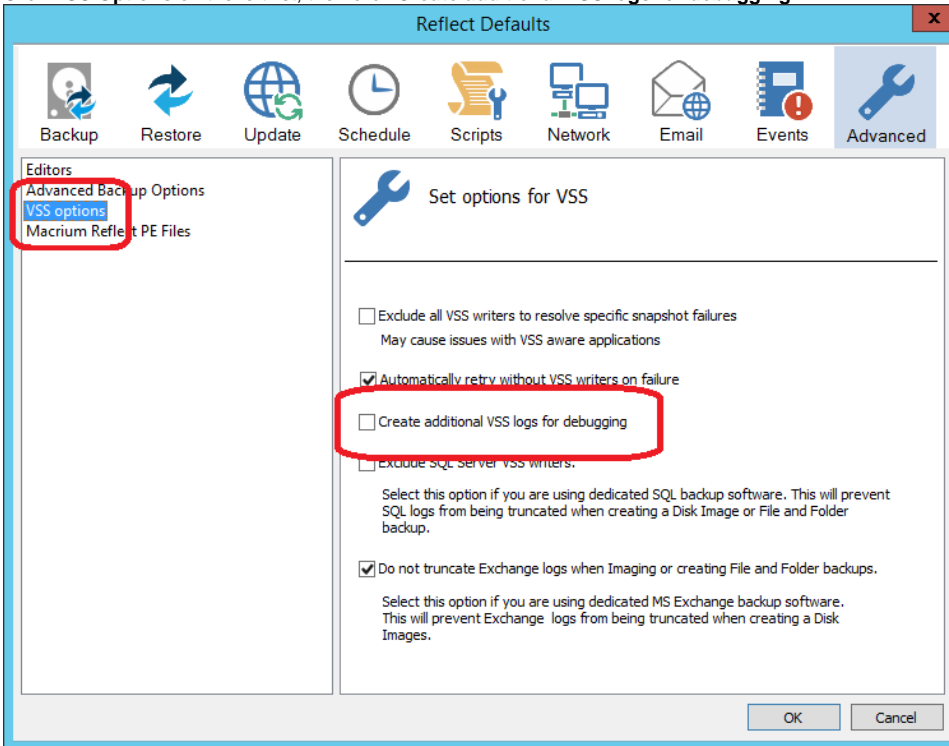 Reflect Defaults
x
Backup Restore Update Schedule Scripts Network Email Events Advanced
Editors
Advanced Backup Options
VSS options
Macrium Reflect PE Files
Set options for VSS
Exclude all VSS writers to resolve specific snapshot failures
May cause issues with VSS aware applications
Automatically retry without VSS writers on failure
Create additional VSS logs for debugging
Exclude SQL Server VSS writers.
Select this option if you are using dedicated SQL backup software. This will prevent
SQL logs from being truncated when creating a Disk Image or File and Folder
backup.
Do not truncate Exchange logs when Imaging or creating File and Folder backups.
Select this option if you are using dedicated MS Exchange backup software.
This will prevent Exchange logs from being truncated when creating a Disk
Images.
OK Cancel